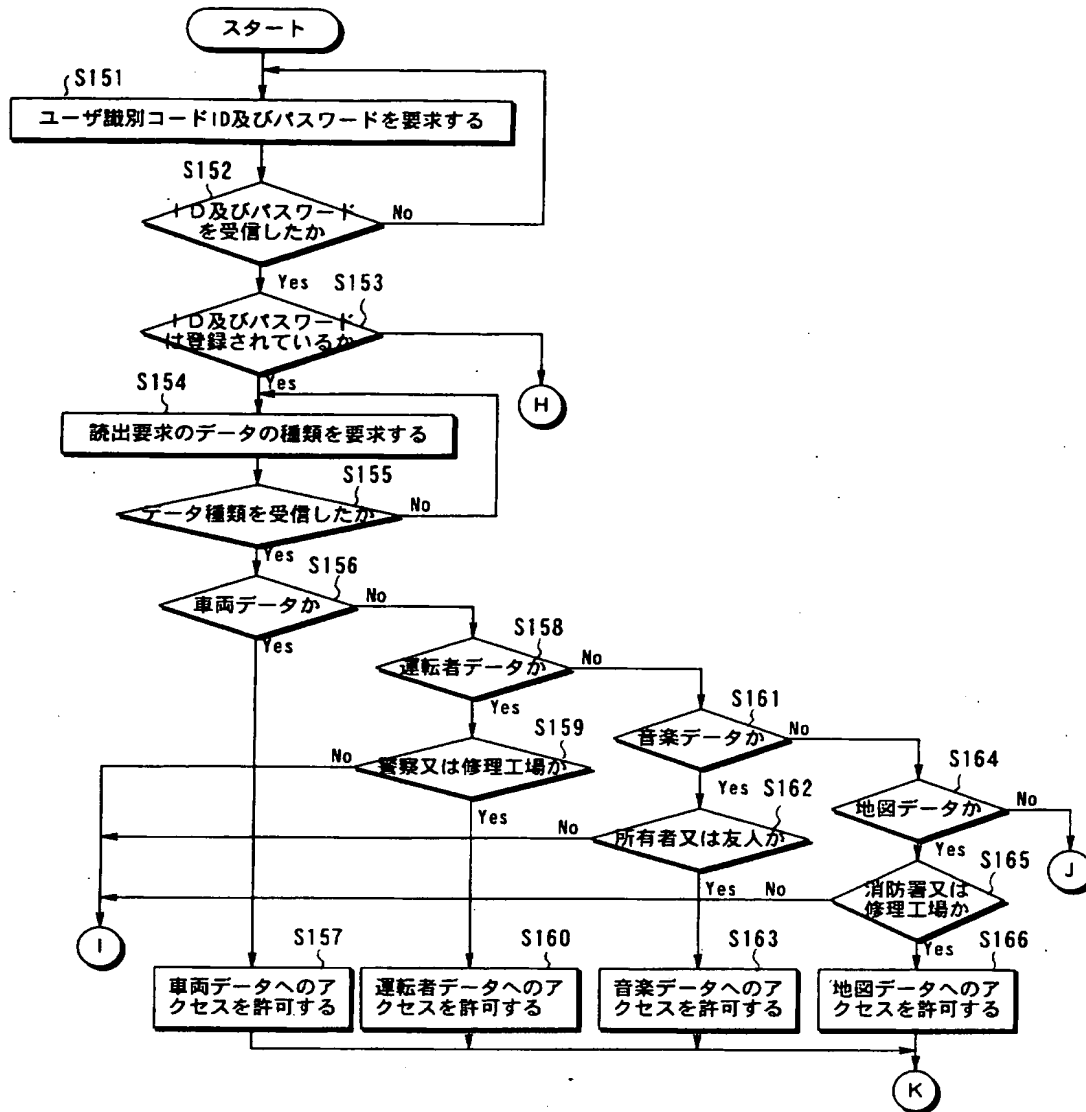 スタート
S151
ユーザ識別コードID及びパスワードを要求する
S152
ID及びパスワード
を受信したか
No
Yes
S153
ID及びパスワード
は登録されているか
H
Yes
S154
読出要求のデータの種類を要求する
S155
データ種類を受信したか
No
Yes
S156
車両データか
No
Yes
S158
運転者データか
No
Yes
S161
音楽データか
No
S159
警察又は修理工場か
No
Yes
Yes
S164
地図データか
No
S162
所有者又は友人か
No
Yes
Yes
J
S165
消防署又は
修理工場か
No
Yes
I
S157
車両データへのア
クセスを許可する
S160
運転者データへのア
クセスを許可する
S163
音楽データへのア
クセスを許可する
S166
地図データへのア
クセスを許可する
K